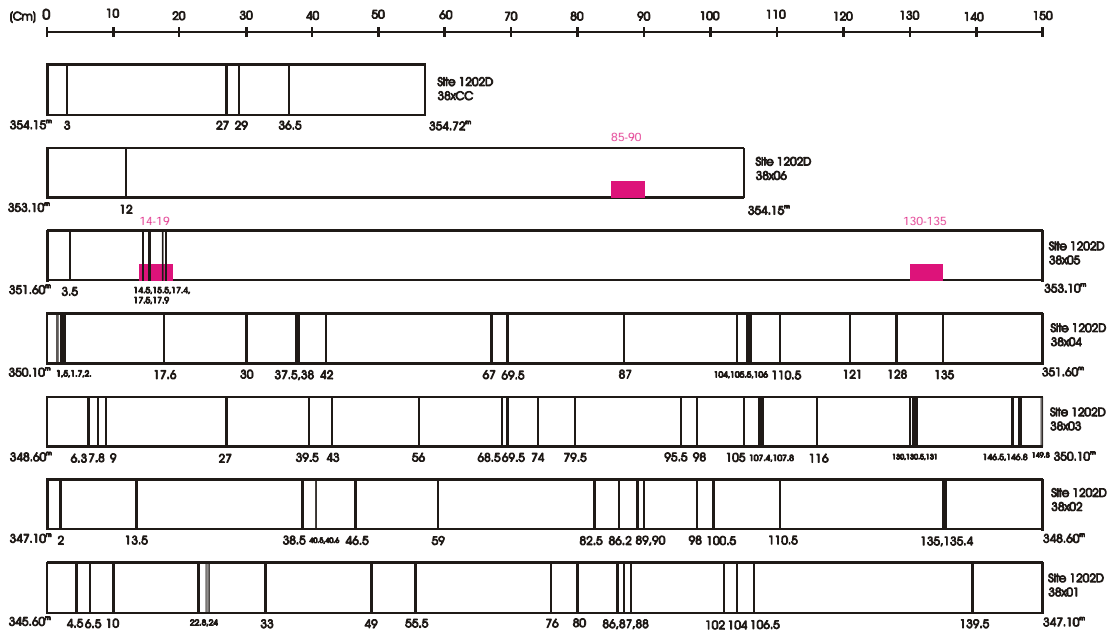 (Cm) 0 10 20 30 40 50 60 70 80 90 100 110 120 130 140 150
Site 1202D
38xCC
354.15m 3 27 29 36.5 354.72m
85-90
Site 1202D
38x06
353.10m 12 354.15m
14-19 130-135
Site 1202D
38x05
351.60m 3.5 14.5,15.5,17.4, 353.10m
17.5,17.9
Site 1202D
38x04
350.10m 1.5,1.7,2. 17.6 30 37.5,38 42 67 69.5 87 104,105.5,106 110.5 121 128 135 351.60m
Site 1202D
38x03
348.60m 6.3 7.8 9 27 39.5 43 56 68.5 69.5 74 79.5 95.5 98 105 107.4,107.8 116 130,130.5,131 146.5,146.8 149.8 350.10m
Site 1202D
38x02
347.10m 2 13.5 38.5 40.5,40.6 46.5 59 82.5 86.2 89,90 98 100.5 110.5 135,135.4 348.60m
Site 1202D
38x01
345.60m 4.5 6.5 10 22.8,24 33 49 55.5 76 80 86,87,88 102 104 106.5 139.5 347.10m